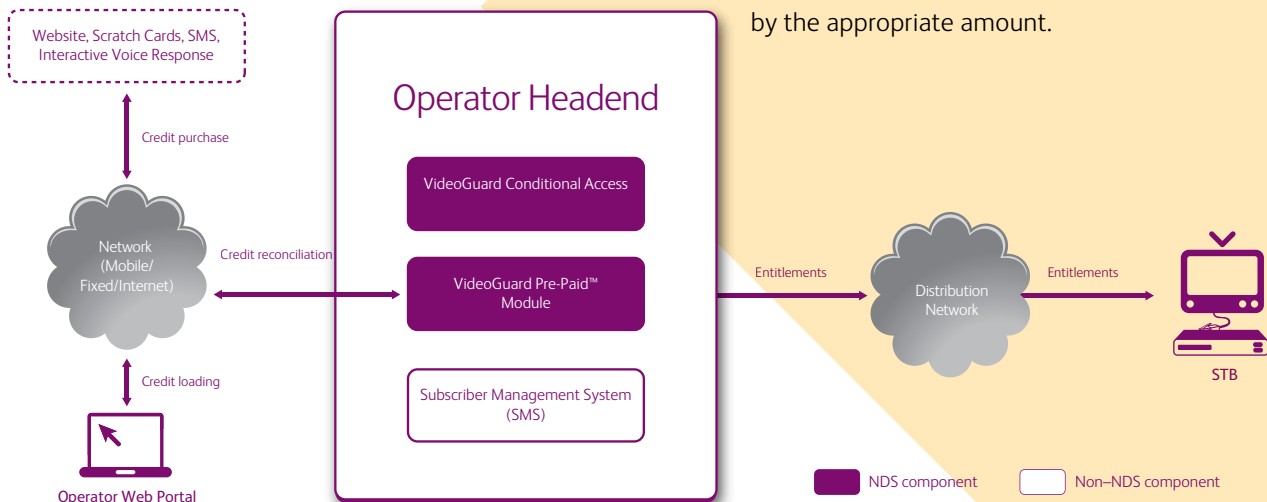 by the appropriate amount.
Website, Scratch Cards, SMS,
Interactive Voice Response
Credit purchase
Network
(Mobile/
Fixed/Internet)
Credit reconciliation
Credit loading
Operator Web Portal
Operator Headend
VideoGuard Conditional Access
VideoGuard Pre-Paid™
Module
Subscriber Management System
(SMS)
Entitlements
Distribution
Network
Entitlements
STB
NDS component
Non–NDS component